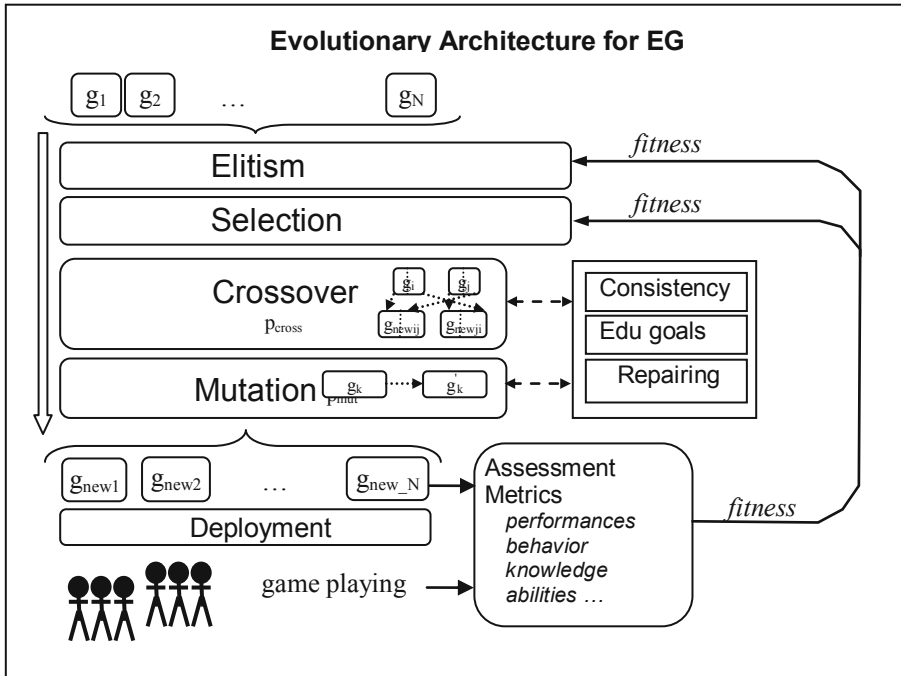 Evolutionary Architecture for EG
g1 g2 … gN
Elitism
fitness
Selection
fitness
Crossover
pcross
gi gj
gnewij gnewji
Consistency
Edu goals
Repairing
Mutation
pmut
gk g'k
gnew1 gnew2 … gnew_N
Deployment
Assessment
Metrics
performances
behavior
knowledge
abilities …
fitness
game playing